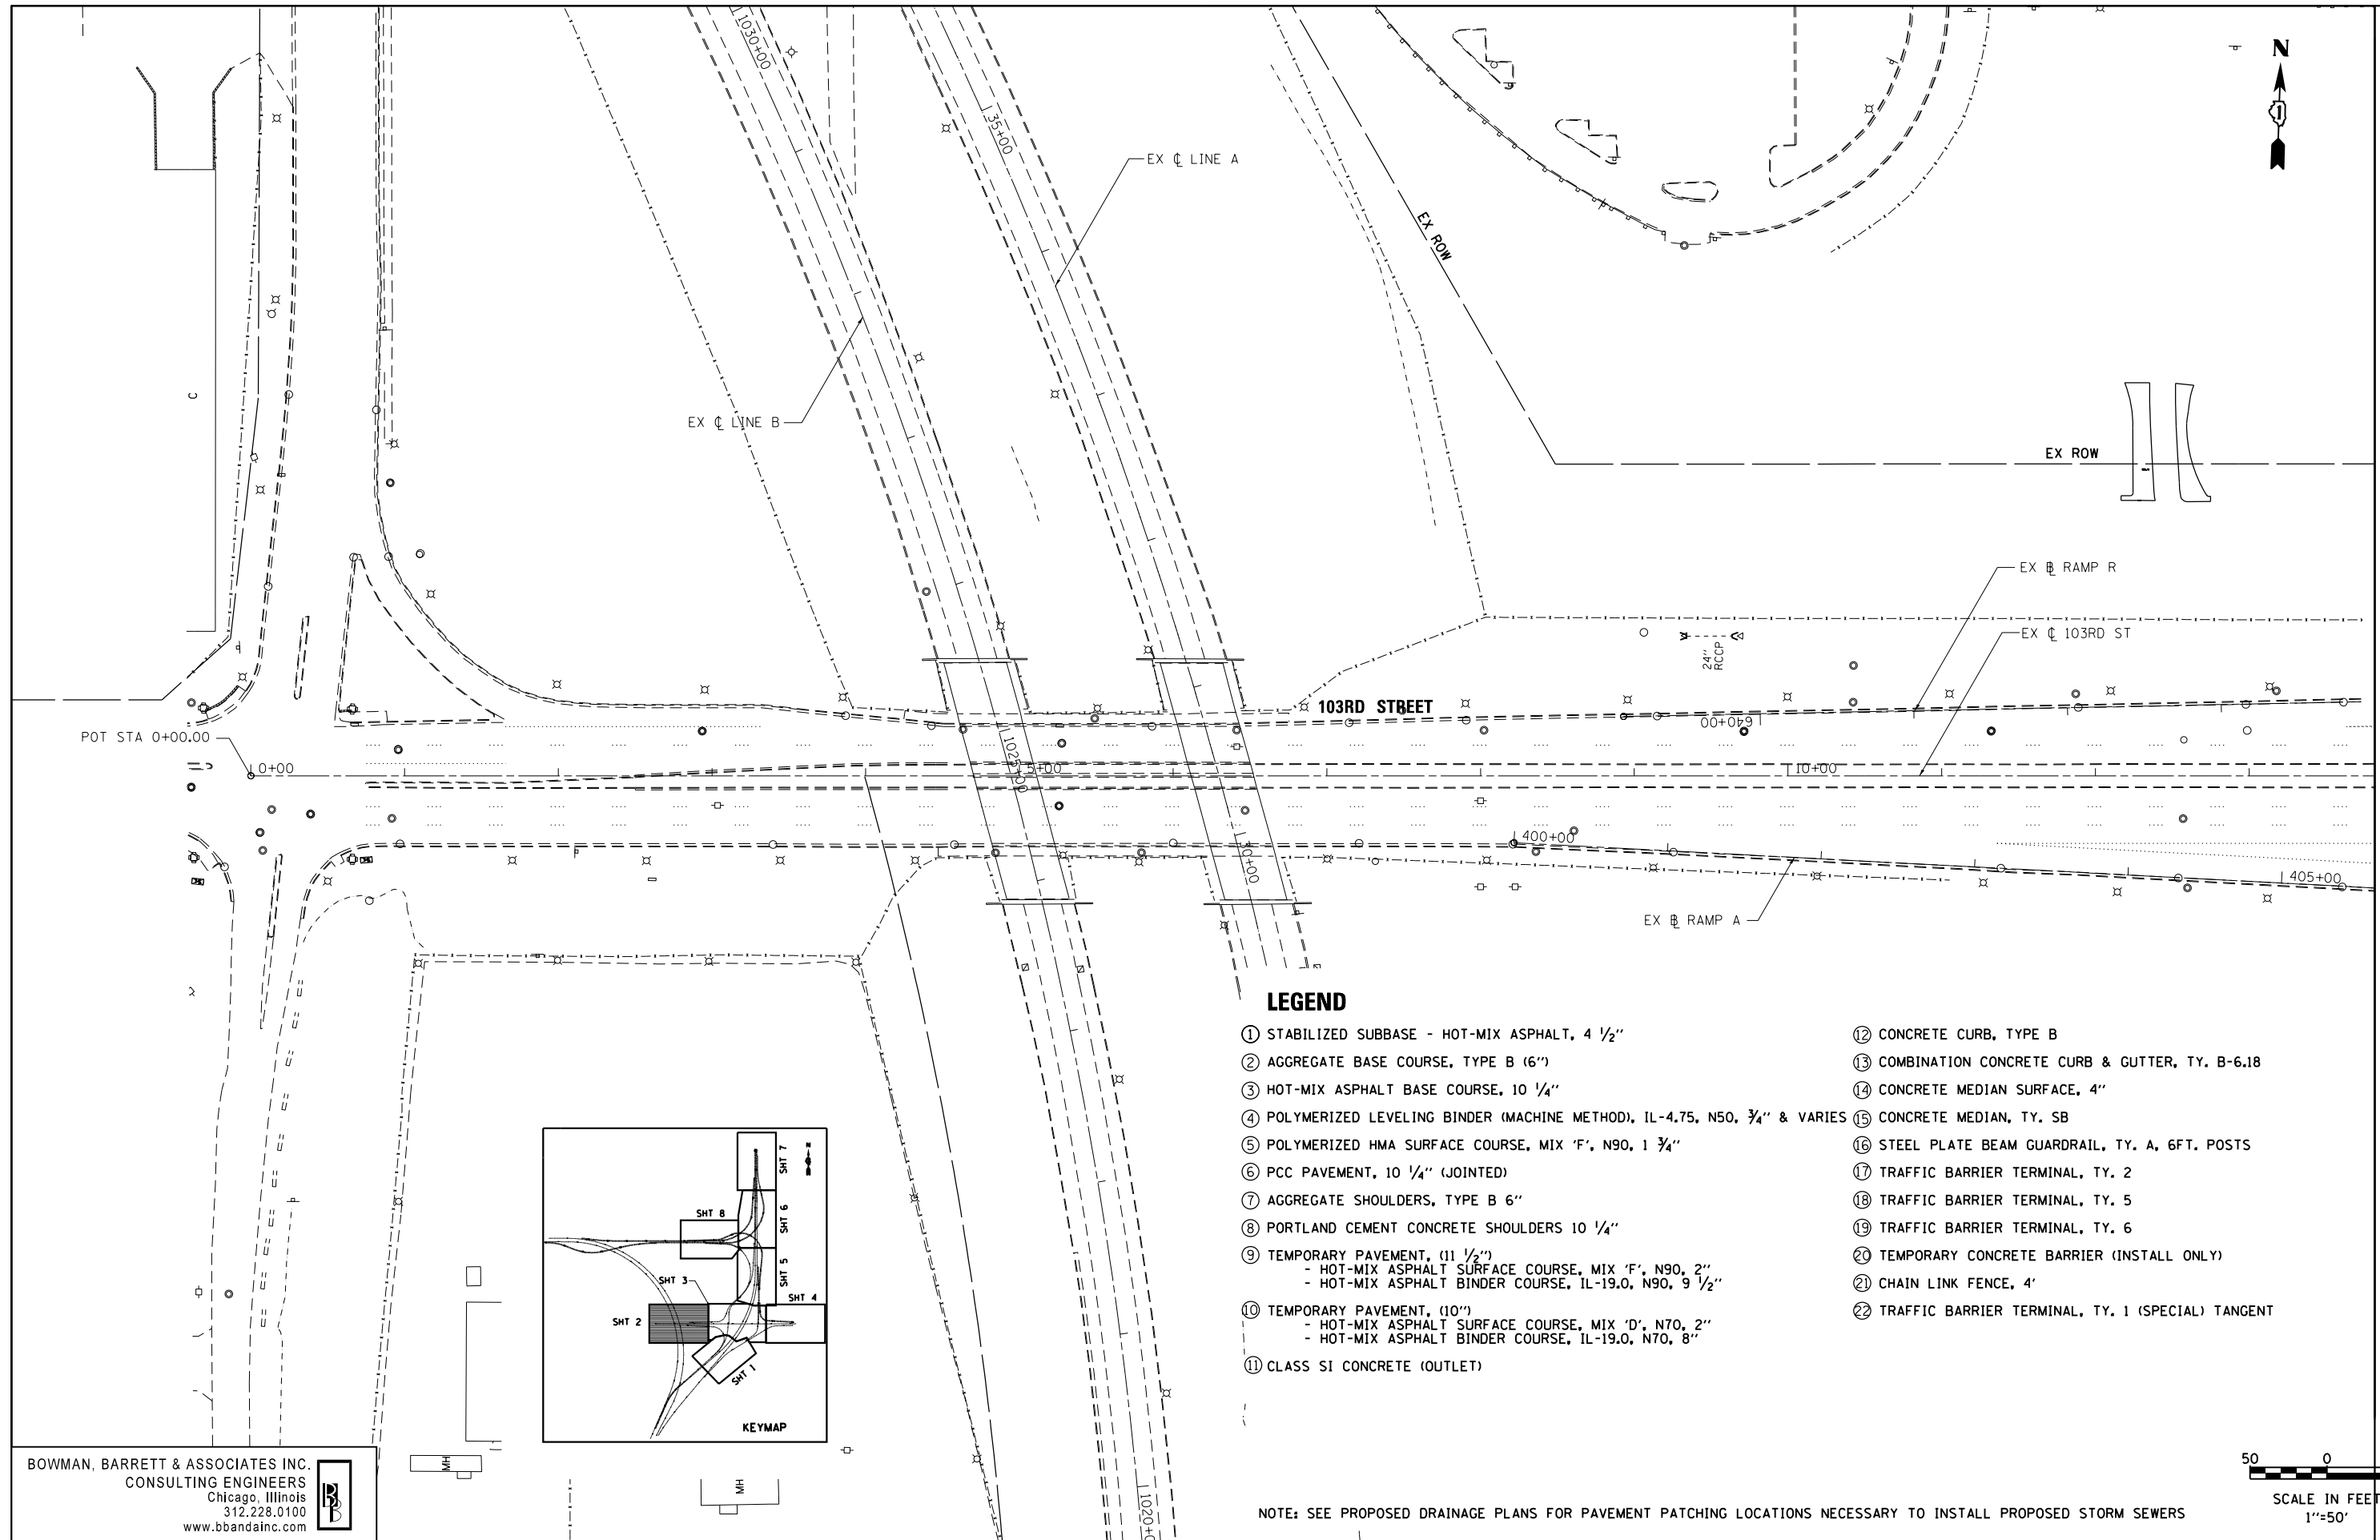 1030+00
35+00
N
EX ℄ LINE A
EX ROW
C
EX ℄ LINE B
EX ROW
EX ⅊ RAMP R
EX ℄ 103RD ST
24"
RCCP
103RD STREET
640+00
POT STA 0+00.00
0+00
1025+00
5+00
10+00
400+00
30+00
405+00
EX ⅊ RAMP A
LEGEND
① STABILIZED SUBBASE - HOT-MIX ASPHALT, 4 1/2"
② AGGREGATE BASE COURSE, TYPE B (6")
③ HOT-MIX ASPHALT BASE COURSE, 10 1/4"
④ POLYMERIZED LEVELING BINDER (MACHINE METHOD), IL-4.75, N50, 3/4" & VARIES
⑤ POLYMERIZED HMA SURFACE COURSE, MIX 'F', N90, 1 3/4"
⑥ PCC PAVEMENT, 10 1/4" (JOINTED)
⑦ AGGREGATE SHOULDERS, TYPE B 6"
⑧ PORTLAND CEMENT CONCRETE SHOULDERS 10 1/4"
⑨ TEMPORARY PAVEMENT, (11 1/2")
- HOT-MIX ASPHALT SURFACE COURSE, MIX 'F', N90, 2"
- HOT-MIX ASPHALT BINDER COURSE, IL-19.0, N90, 9 1/2"
⑩ TEMPORARY PAVEMENT, (10")
- HOT-MIX ASPHALT SURFACE COURSE, MIX 'D', N70, 2"
- HOT-MIX ASPHALT BINDER COURSE, IL-19.0, N70, 8"
⑪ CLASS SI CONCRETE (OUTLET)
⑫ CONCRETE CURB, TYPE B
⑬ COMBINATION CONCRETE CURB & GUTTER, TY. B-6.18
⑭ CONCRETE MEDIAN SURFACE, 4"
⑮ CONCRETE MEDIAN, TY. SB
⑯ STEEL PLATE BEAM GUARDRAIL, TY. A, 6FT. POSTS
⑰ TRAFFIC BARRIER TERMINAL, TY. 2
⑱ TRAFFIC BARRIER TERMINAL, TY. 5
⑲ TRAFFIC BARRIER TERMINAL, TY. 6
⑳ TEMPORARY CONCRETE BARRIER (INSTALL ONLY)
㉑ CHAIN LINK FENCE, 4'
㉒ TRAFFIC BARRIER TERMINAL, TY. 1 (SPECIAL) TANGENT
SHT 7
N
SHT 8
SHT 6
SHT 5
SHT 3
SHT 4
SHT 2
SHT 1
KEYMAP
MH
MH
BOWMAN, BARRETT & ASSOCIATES INC.
CONSULTING ENGINEERS
Chicago, Illinois
312.228.0100
www.bbandainc.com
50 0
SCALE IN FEET
1"=50'
NOTE: SEE PROPOSED DRAINAGE PLANS FOR PAVEMENT PATCHING LOCATIONS NECESSARY TO INSTALL PROPOSED STORM SEWERS